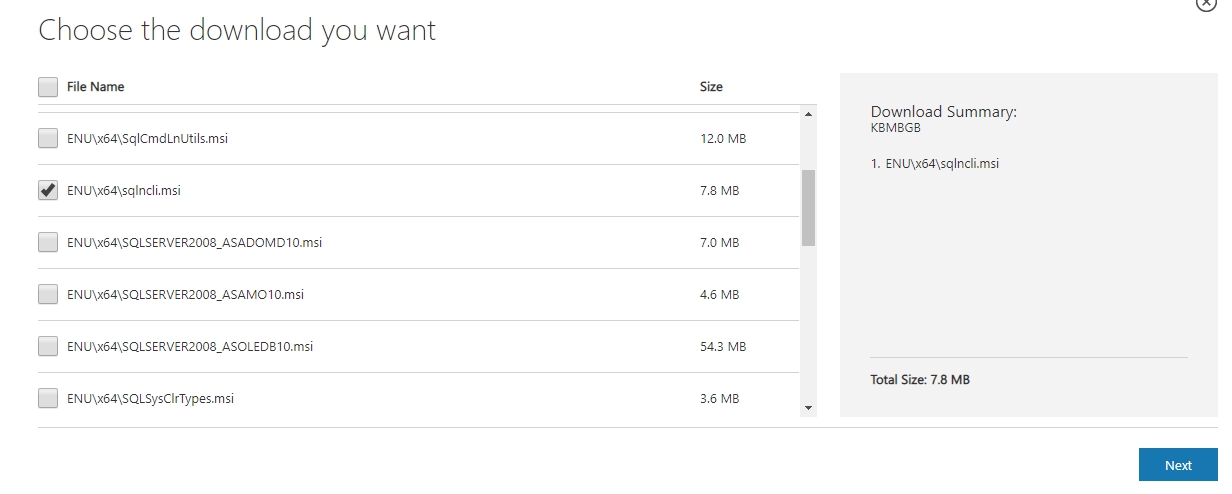 Choose the download you want
File Name Size
ENU\x64\SqlCmdLnUtils.msi 12.0 MB
ENU\x64\sqlncli.msi 7.8 MB
ENU\x64\SQLSERVER2008_ASADOMD10.msi 7.0 MB
ENU\x64\SQLSERVER2008_ASAMO10.msi 4.6 MB
ENU\x64\SQLSERVER2008_ASOLEDB10.msi 54.3 MB
ENU\x64\SQLSysClrTypes.msi 3.6 MB
Download Summary:
KBMBGB
1. ENU\x64\sqlncli.msi
Total Size: 7.8 MB
Next